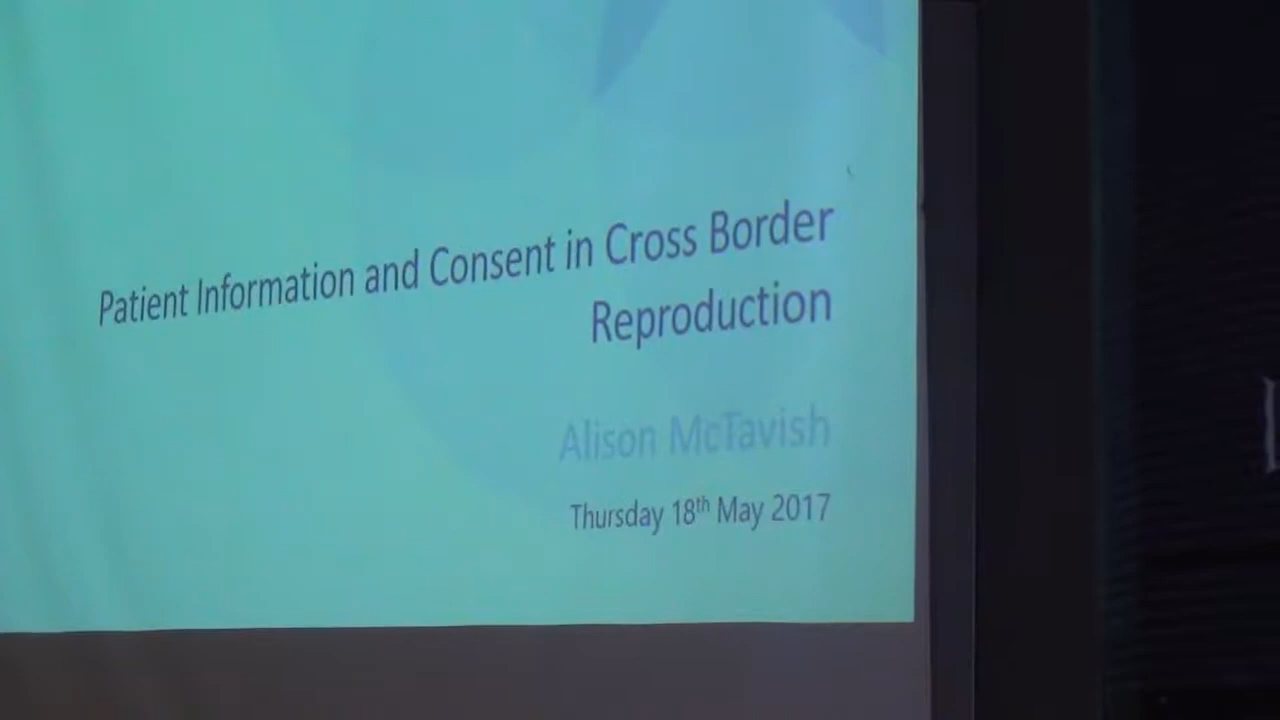 Patient Information and Consent in Cross Border
Reproduction
Alison McTavish
Thursday 18th May 2017